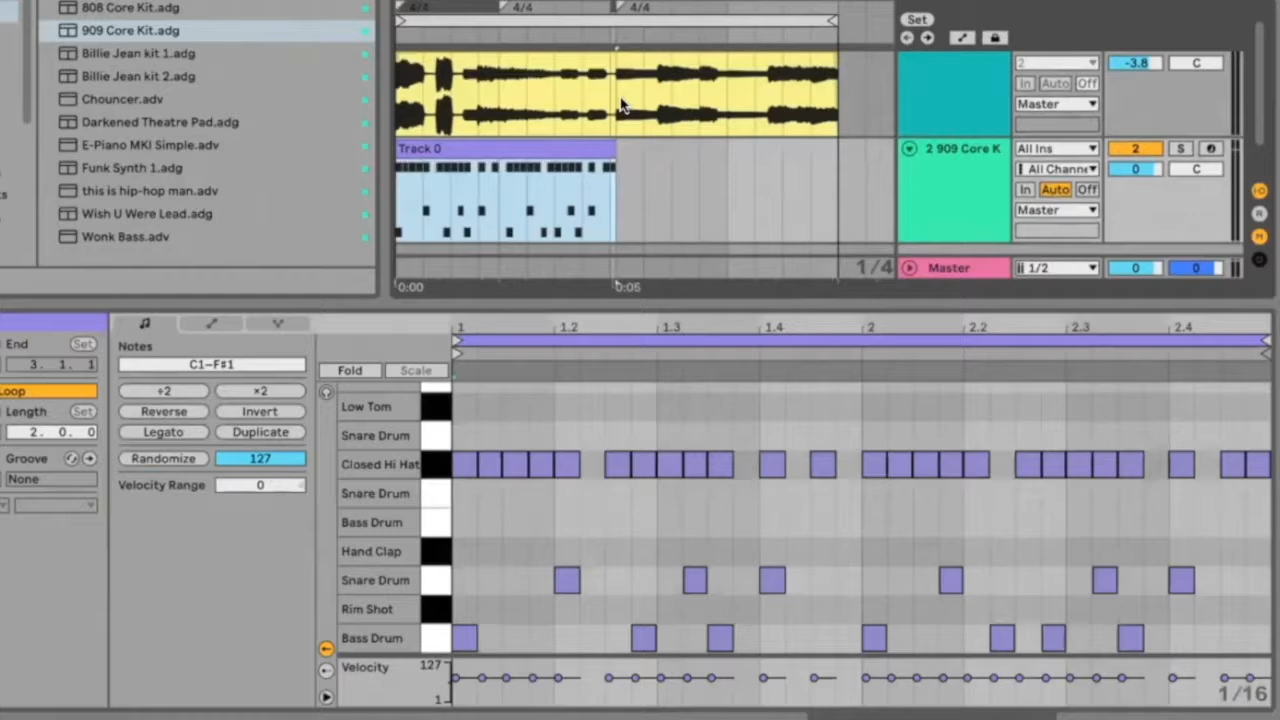 808 Core Kit.adg
909 Core Kit.adg
Billie Jean kit 1.adg
Billie Jean kit 2.adg
Chouncer.adv
Darkened Theatre Pad.adg
E-Piano MKI Simple.adv
Funk Synth 1.adg
this is hip-hop man.adv
Wish U Were Lead.adg
Wonk Bass.adv
4/4 4/4 4/4
Track 0
1/4
0:00 0:05
Set
2
In Auto Off
Master
-3.8 C
2 909 Core K
All Ins
All Channe
In Auto Off
Master
2 S
0 C
Master
1/2
0 0
R
M
End Set
3. 1. 1
Loop
Length Set
2. 0. 0
Groove
None
Notes
C1-F#1
÷2 ×2
Reverse Invert
Legato Duplicate
Randomize 127
Velocity Range 0
Fold Scale
1 1.2 1.3 1.4 2 2.2 2.3 2.4
Low Tom
Snare Drum
Closed Hi Hat
Snare Drum
Bass Drum
Hand Clap
Snare Drum
Rim Shot
Bass Drum
Velocity 127
1
1/16